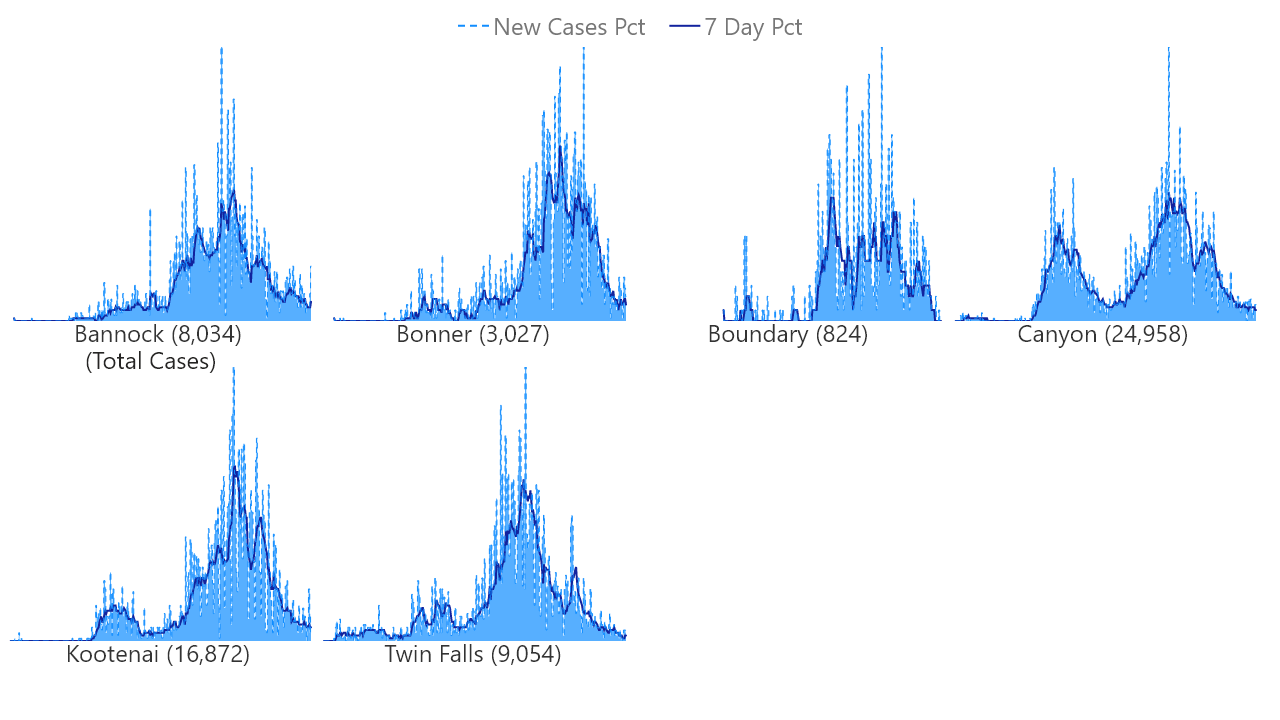 New Cases Pct 7 Day Pct
Bannock (8,034) Bonner (3,027) Boundary (824) Canyon (24,958)
(Total Cases)
Kootenai (16,872) Twin Falls (9,054)